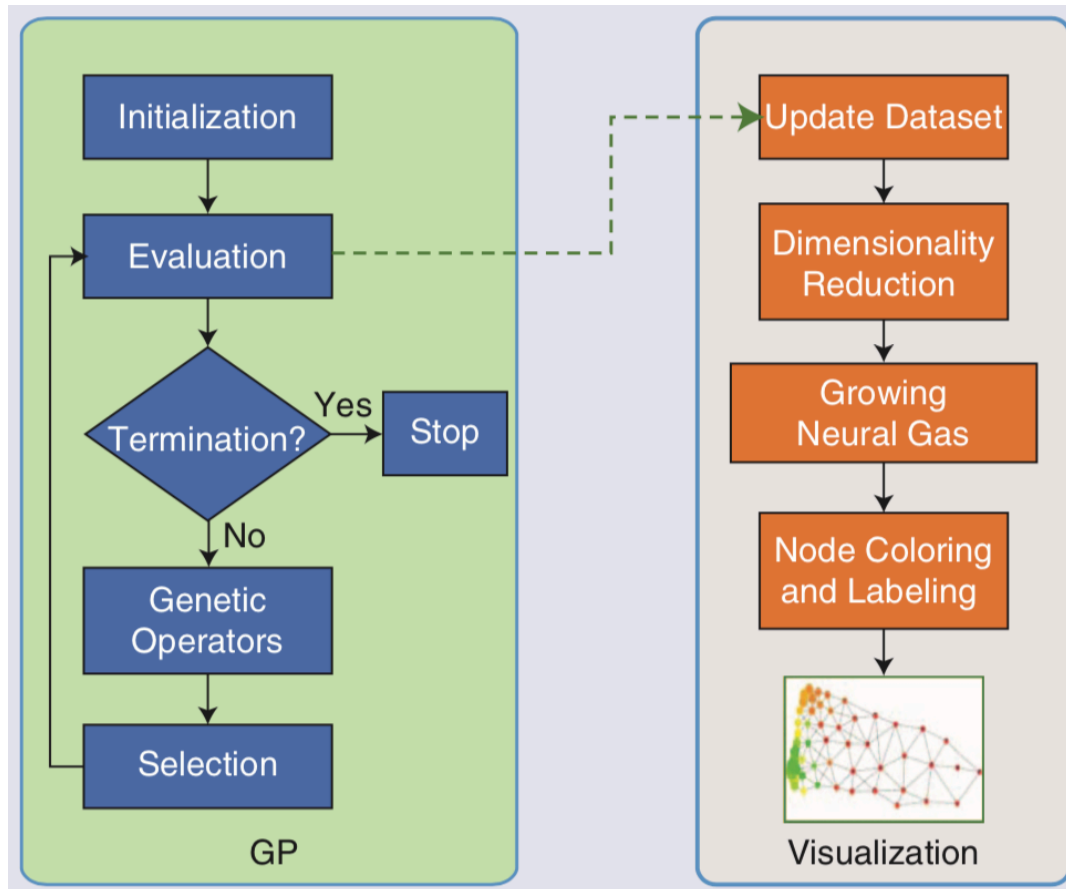 Initialization
Evaluation
Termination?
Yes
Stop
No
Genetic
Operators
Selection
GP
Update Dataset
Dimensionality
Reduction
Growing
Neural Gas
Node Coloring
and Labeling
Visualization